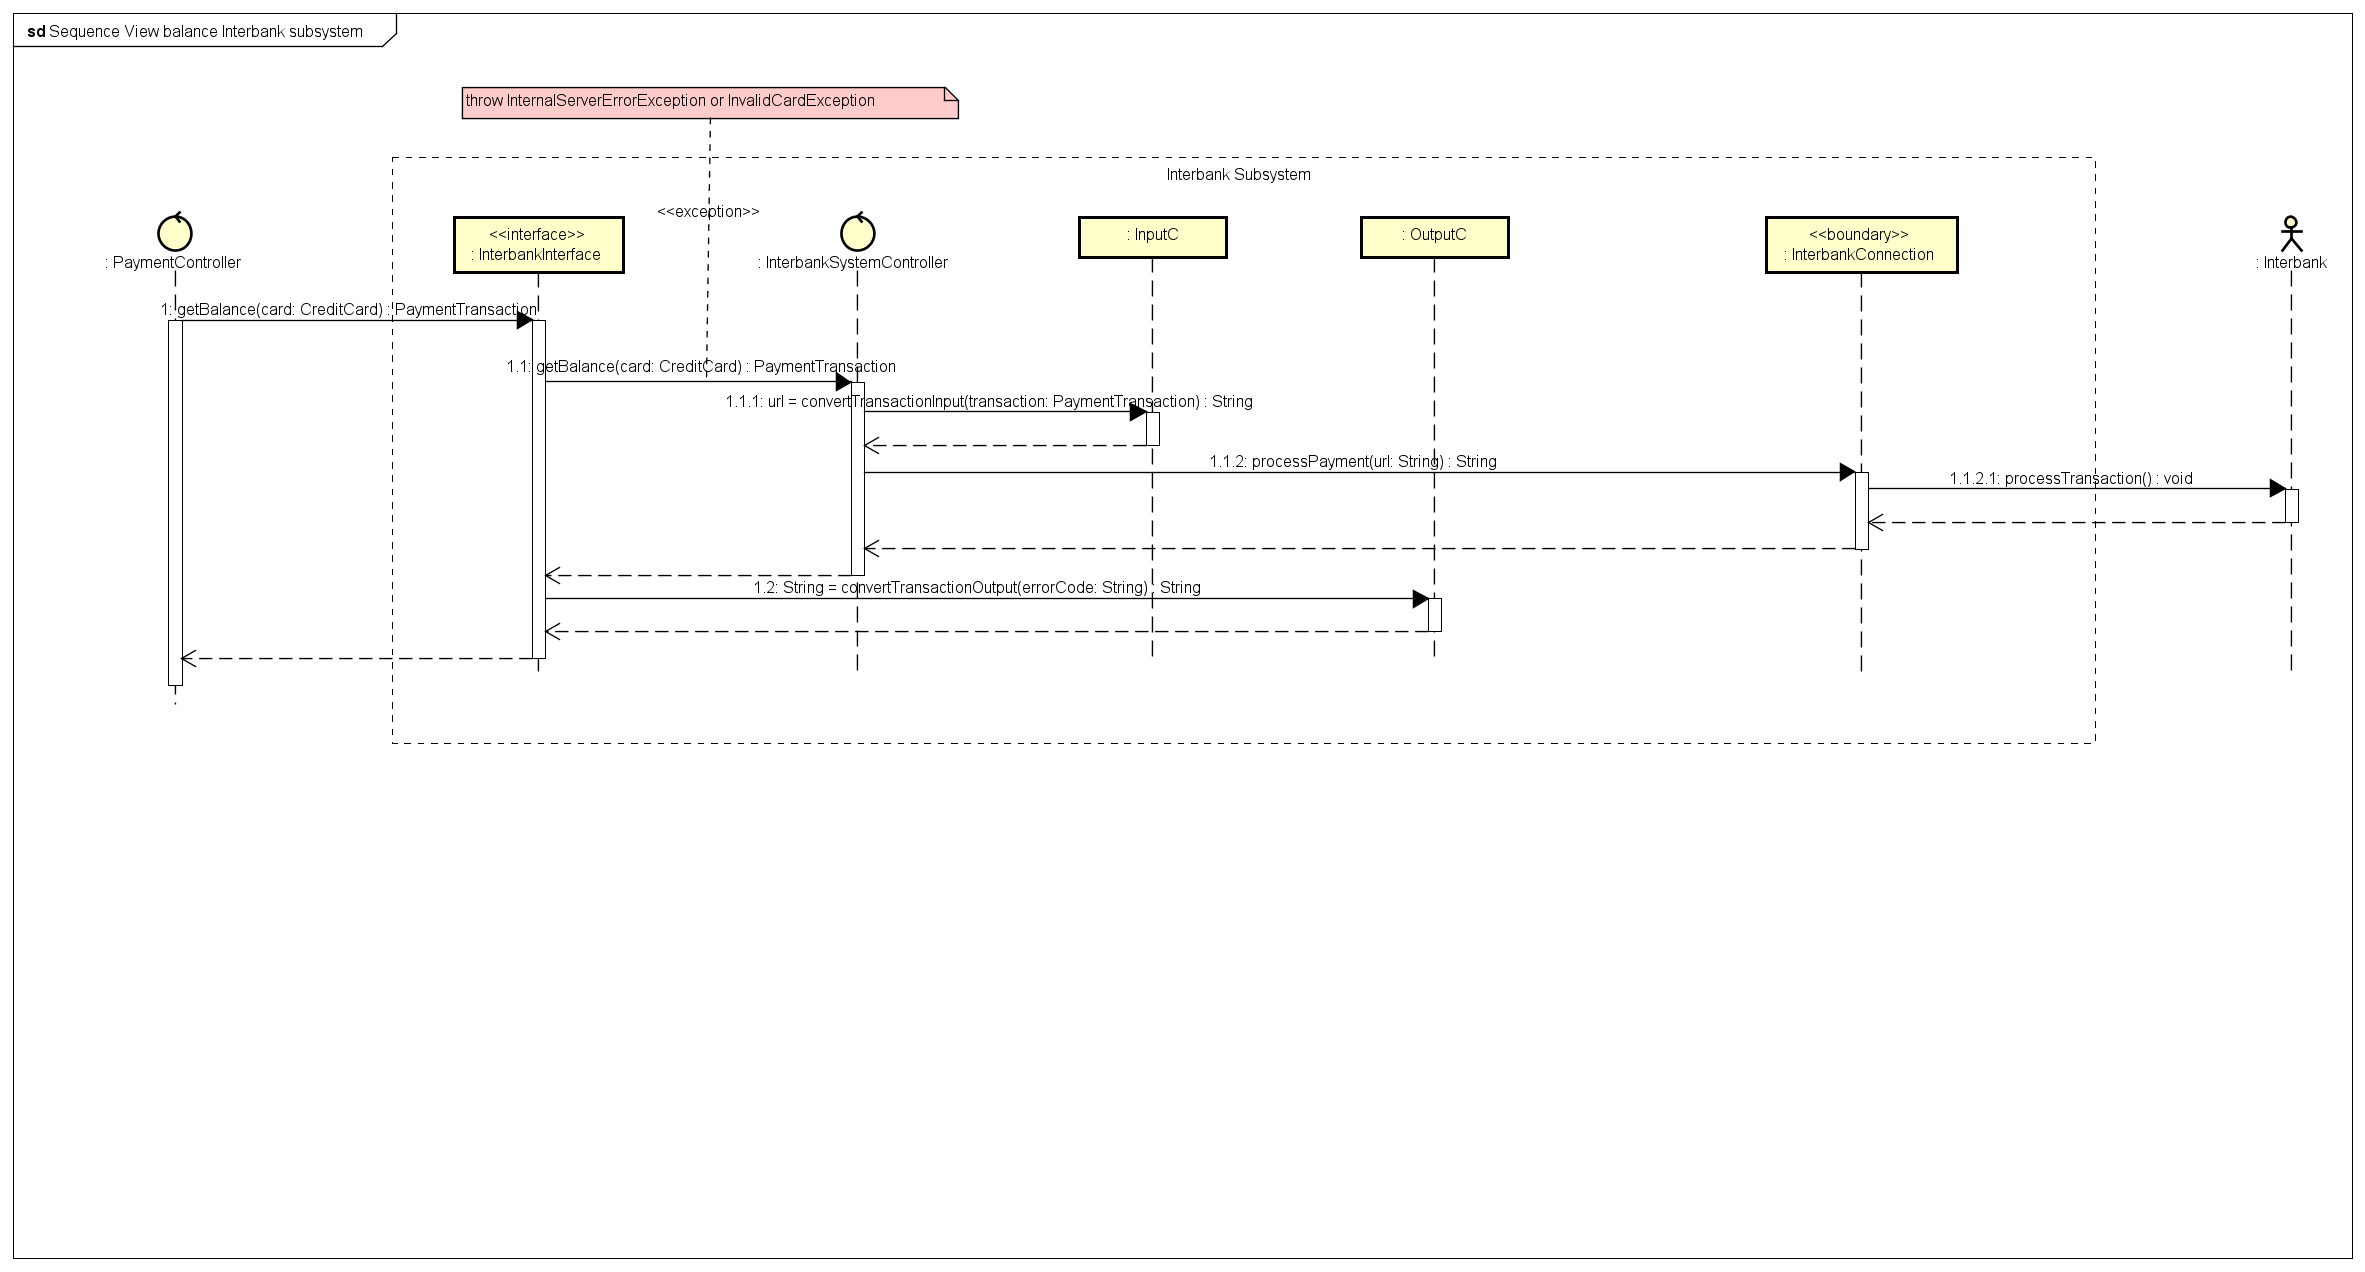 sd Sequence View balance Interbank subsystem
throw InternalServerErrorException or InvalidCardException
Interbank Subsystem
<<exception>>
: PaymentController
<<interface>>
: InterbankInterface
: InterbankSystemController
: InputC
: OutputC
<<boundary>>
: InterbankConnection
: Interbank
1: getBalance(card: CreditCard) : PaymentTransaction
1.1: getBalance(card: CreditCard) : PaymentTransaction
1.1.1: url = convertTransactionInput(transaction: PaymentTransaction) : String
1.1.2: processPayment(url: String) : String
1.1.2.1: processTransaction() : void
1.2: String = convertTransactionOutput(errorCode: String) : String